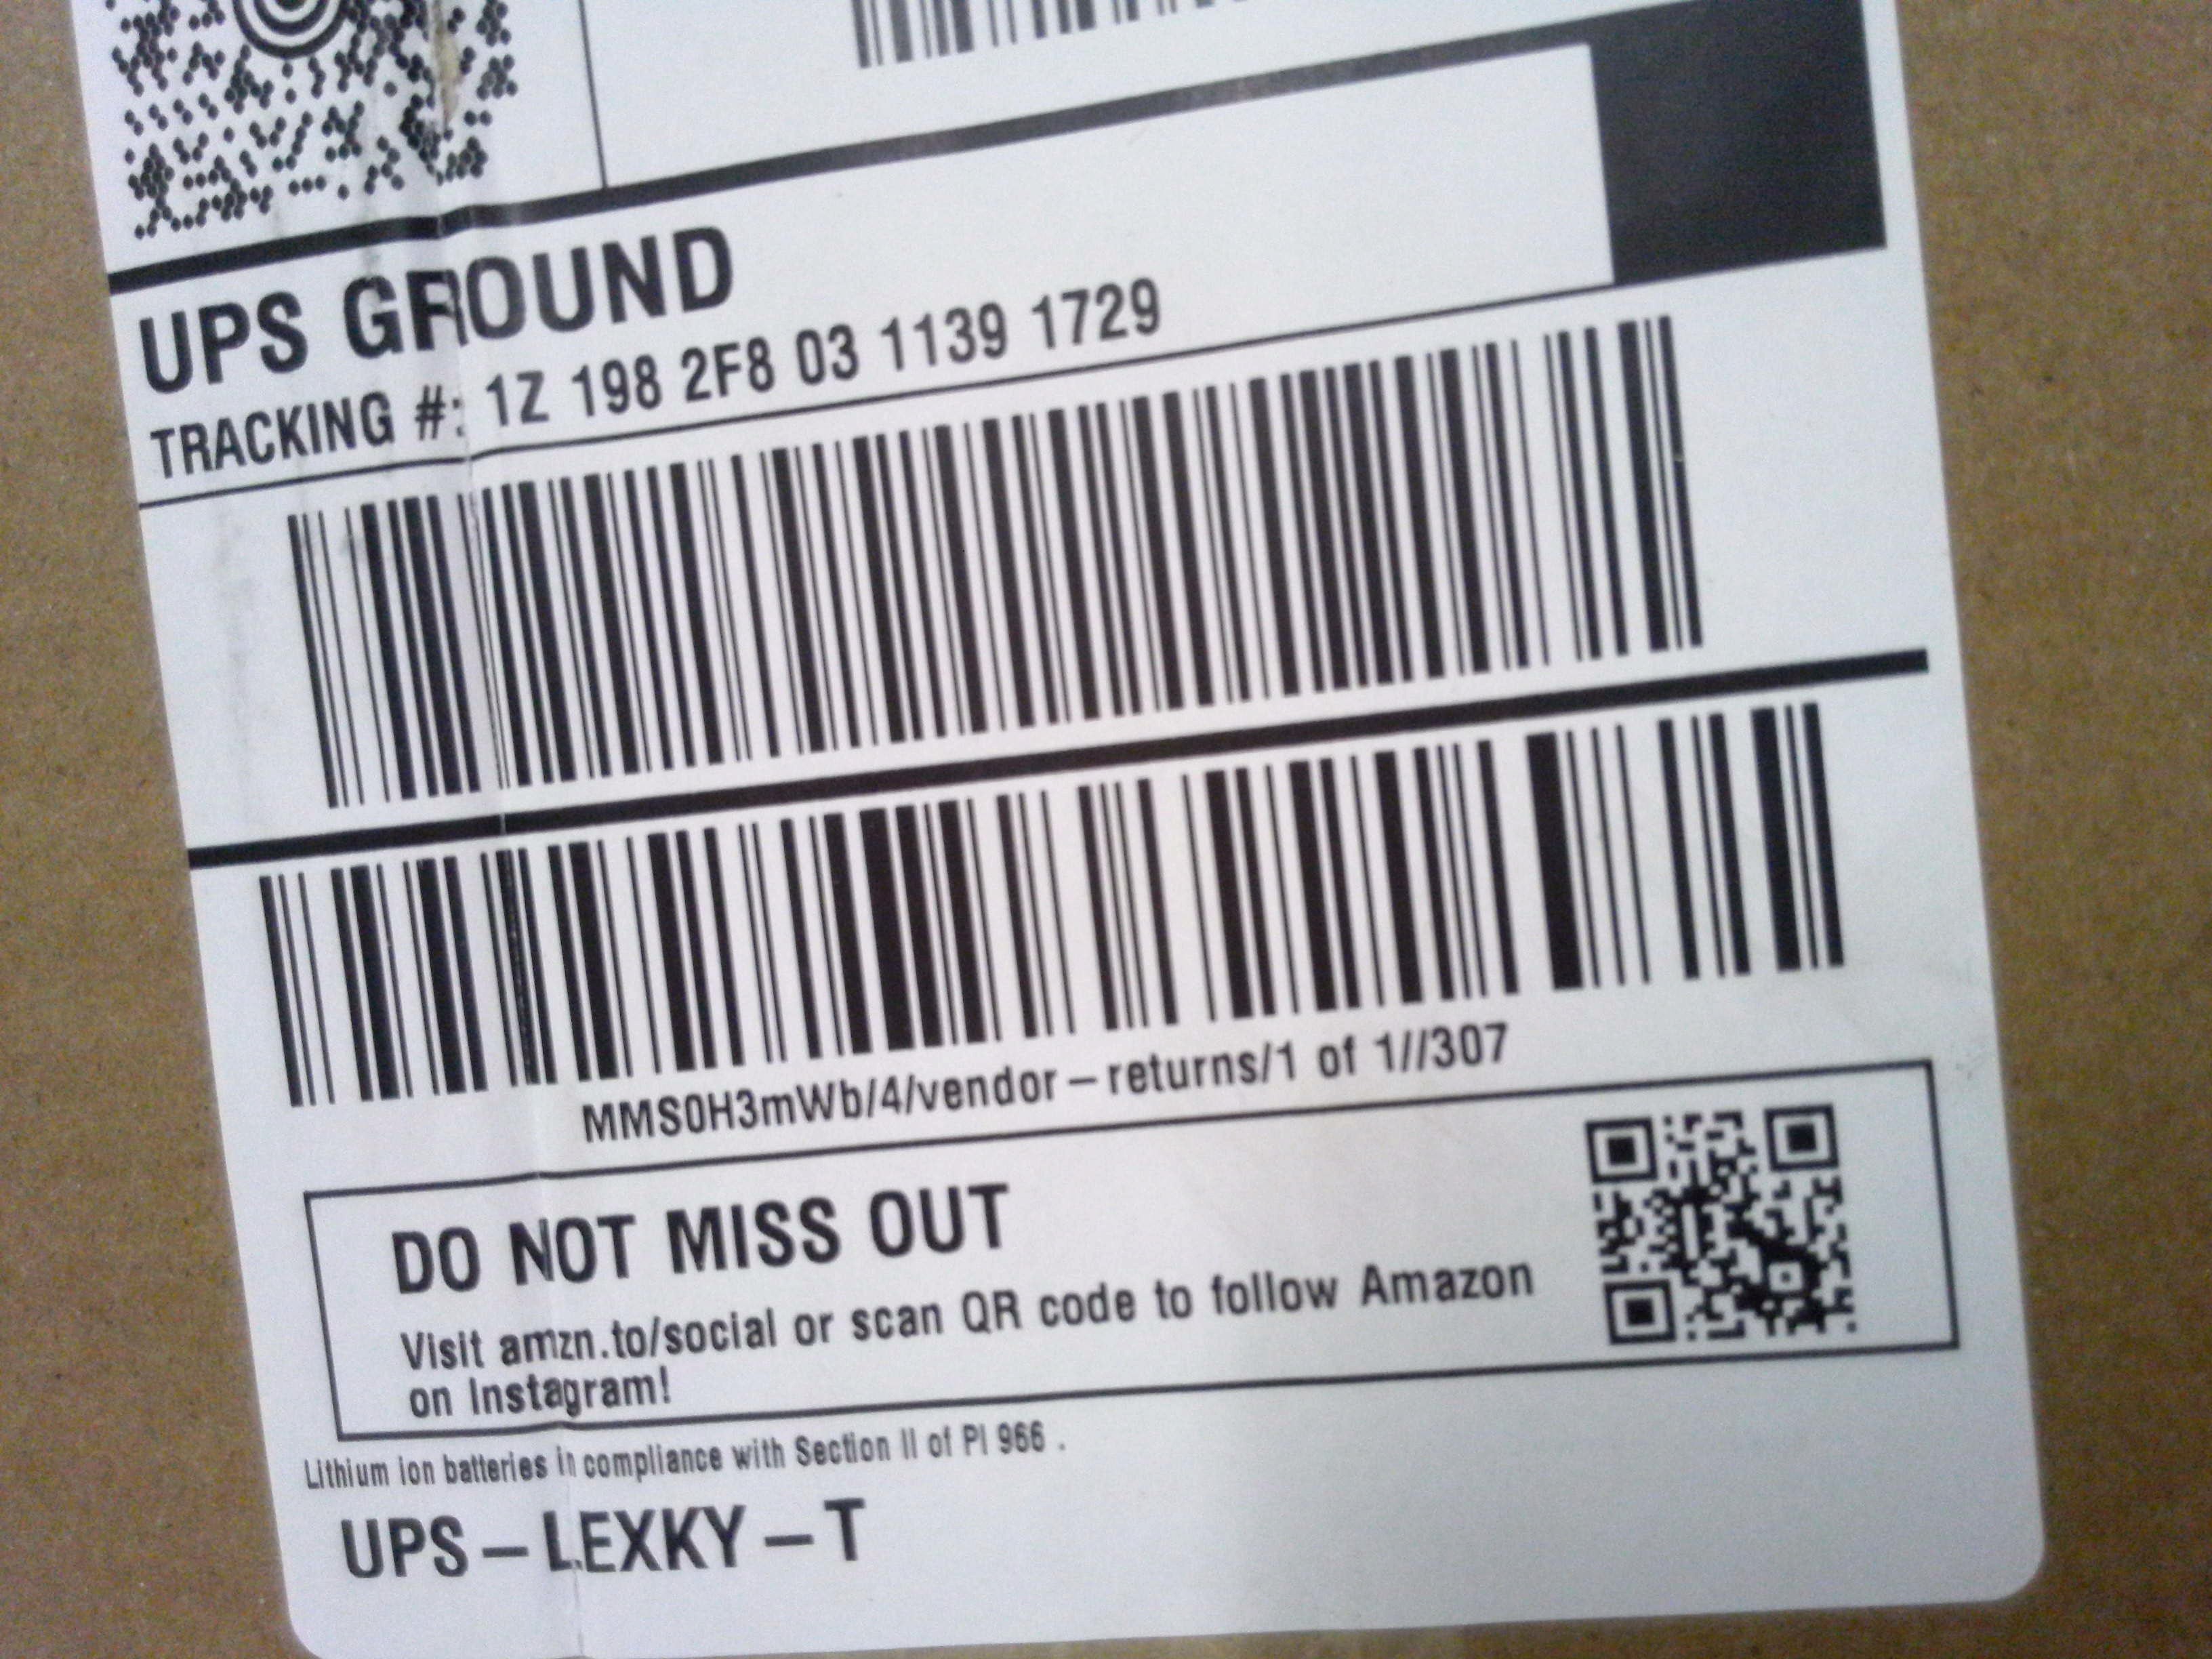 UPS GROUND
TRACKING #: 1Z 198 2F8 03 1139 1729
MMS0H3mWb/4/vendor-returns/1 of 1//307
DO NOT MISS OUT
Visit amzn.to/social or scan QR code to follow Amazon
on Instagram!
Lithium ion batteries in compliance with Section II of PI 966 .
UPS-LEXKY-T